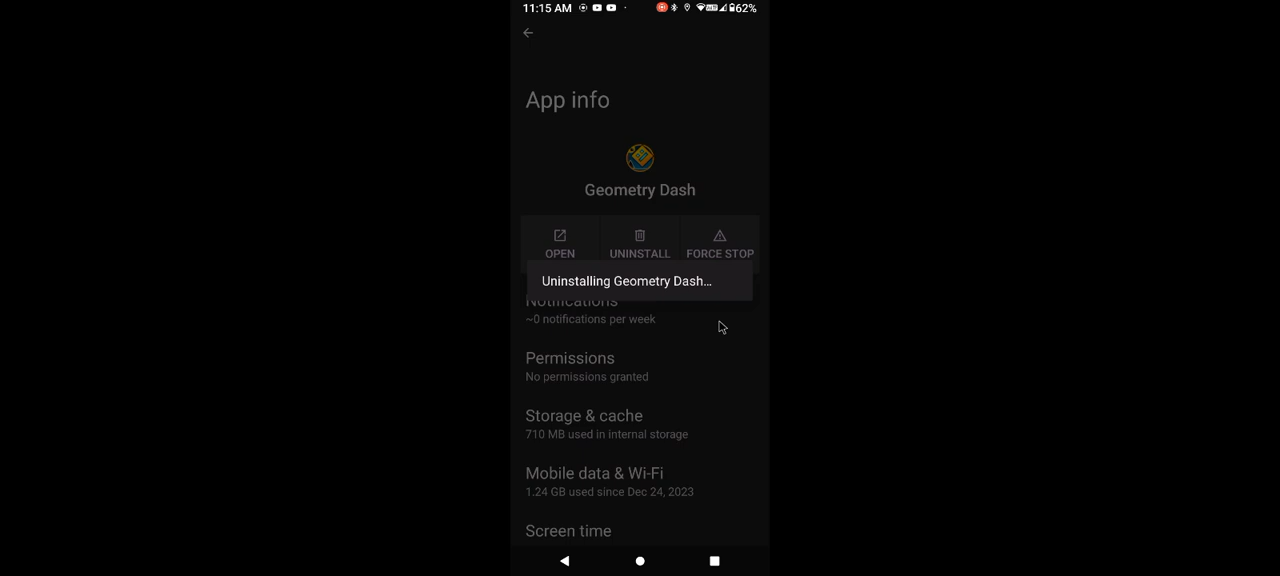 11:15 AM 62%
App info
Geometry Dash
OPEN UNINSTALL FORCE STOP
Uninstalling Geometry Dash...
Notifications
~0 notifications per week
Permissions
No permissions granted
Storage & cache
710 MB used in internal storage
Mobile data & Wi-Fi
1.24 GB used since Dec 24, 2023
Screen time